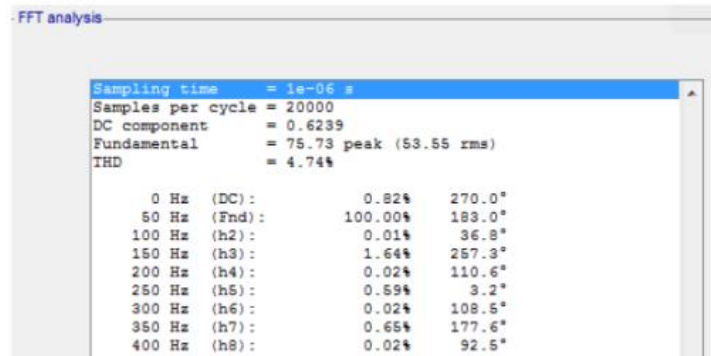 FFT analysis
Sampling time = 1e-06 s
Samples per cycle = 20000
DC component = 0.6239
Fundamental = 75.73 peak (53.55 rms)
THD = 4.74%
0 Hz (DC): 0.82% 270.0°
50 Hz (Fnd): 100.00% 183.0°
100 Hz (h2): 0.01% 36.8°
150 Hz (h3): 1.64% 257.3°
200 Hz (h4): 0.02% 110.6°
250 Hz (h5): 0.59% 3.2°
300 Hz (h6): 0.02% 108.5°
350 Hz (h7): 0.65% 177.6°
400 Hz (h8): 0.02% 92.5°